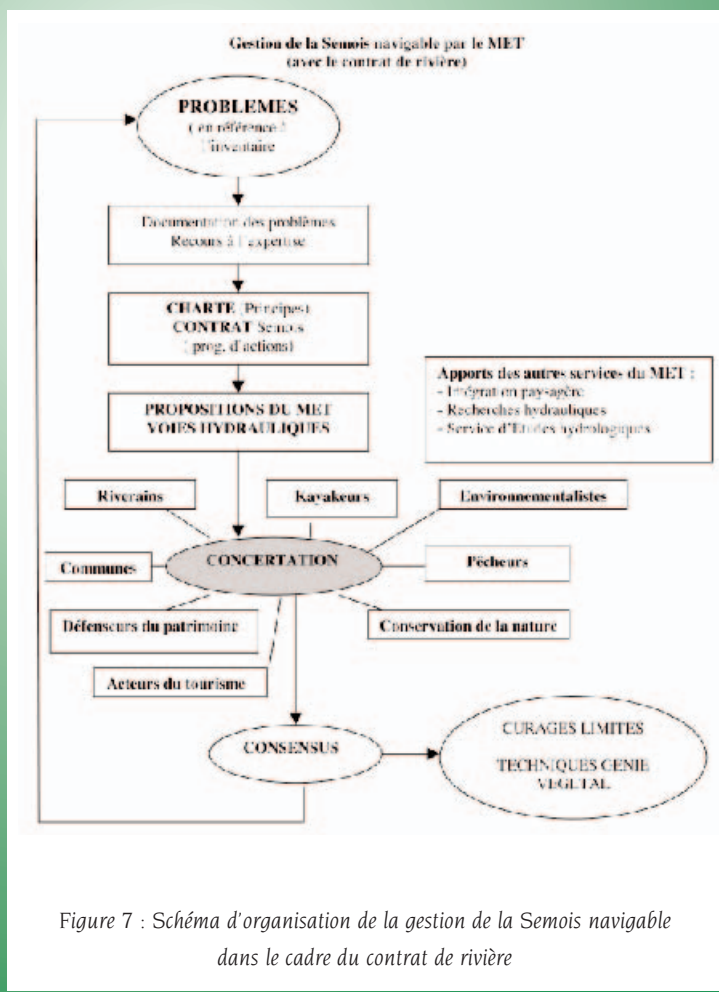 Gestion de la Semois navigable par le MET
(avec le contrat de rivière)
PROBLEMES
( en référence à
l'inventaire
Documentation des problèmes
Recours à l'expertise
CHARTE (Principes)
CONTRAT Semois
( prog. d'actions)
PROPOSITIONS DU MET
VOIES HYDRAULIQUES
Apports des autres services du MET :
- Intégration paysagère
- Recherches hydrauliques
- Service d'Etudes hydrologiques
Riverains
Kayakeurs
Environnementalistes
Communes
CONCERTATION
Pêcheurs
Défenseurs du patrimoine
Conservation de la nature
Acteurs du tourisme
CONSENSUS
CURAGES LIMITES
TECHNIQUES GENIE
VEGETAL
Figure 7 : Schéma d'organisation de la gestion de la Semois navigable
dans le cadre du contrat de rivière